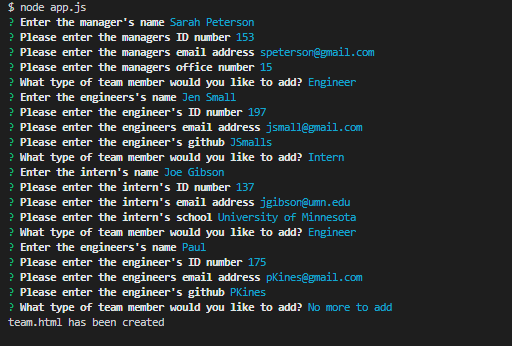 $ node app.js
? Enter the manager's name Sarah Peterson
? Please enter the managers ID number 153
? Please enter the managers email address speterson@gmail.com
? Please enter the managers office number 15
? What type of team member would you like to add? Engineer
? Enter the engineers's name Jen Small
? Please enter the engineer's ID number 197
? Please enter the engineers email address jsmall@gmail.com
? Please enter the engineer's github JSmalls
? What type of team member would you like to add? Intern
? Enter the intern's name Joe Gibson
? Please enter the intern's ID number 137
? Please enter the intern's email address jgibson@umn.edu
? Please enter the intern's school University of Minnesota
? What type of team member would you like to add? Engineer
? Enter the engineers's name Paul
? Please enter the engineer's ID number 175
? Please enter the engineers email address pKines@gmail.com
? Please enter the engineer's github PKines
? What type of team member would you like to add? No more to add
team.html has been created